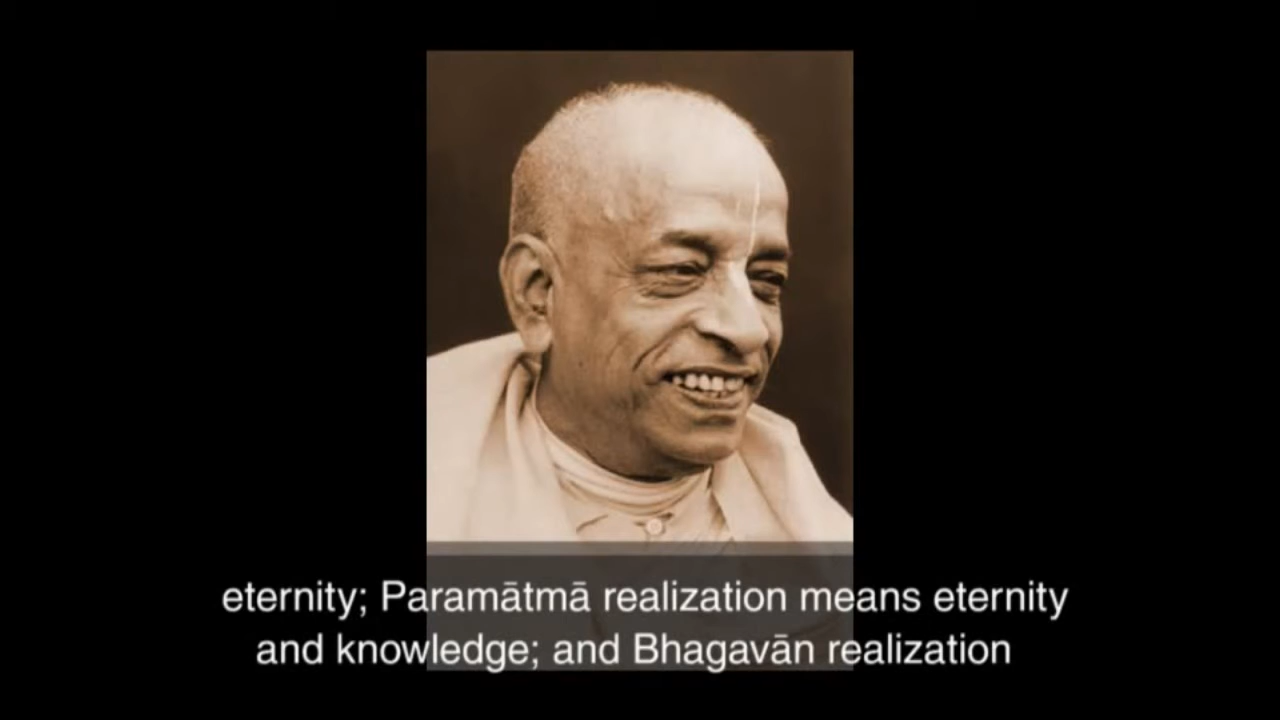 eternity; Paramātmā realization means eternity
and knowledge; and Bhagavān realization